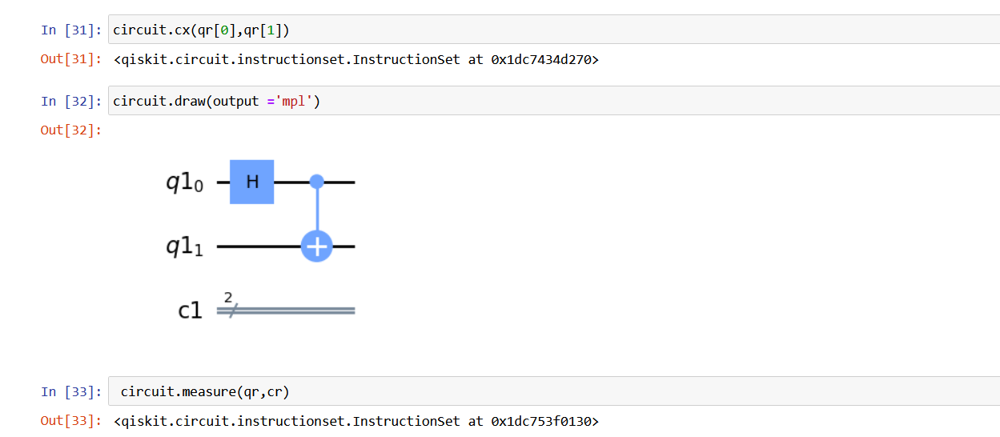 In [31]: circuit.cx(qr[0],qr[1])
Out[31]: <qiskit.circuit.instructionset.InstructionSet at 0x1dc7434d270>
In [32]: circuit.draw(output ='mpl')
Out[32]:
q1₀ H
q1₁ +
2
c1
In [33]: circuit.measure(qr,cr)
Out[33]: <qiskit.circuit.instructionset.InstructionSet at 0x1dc753f0130>